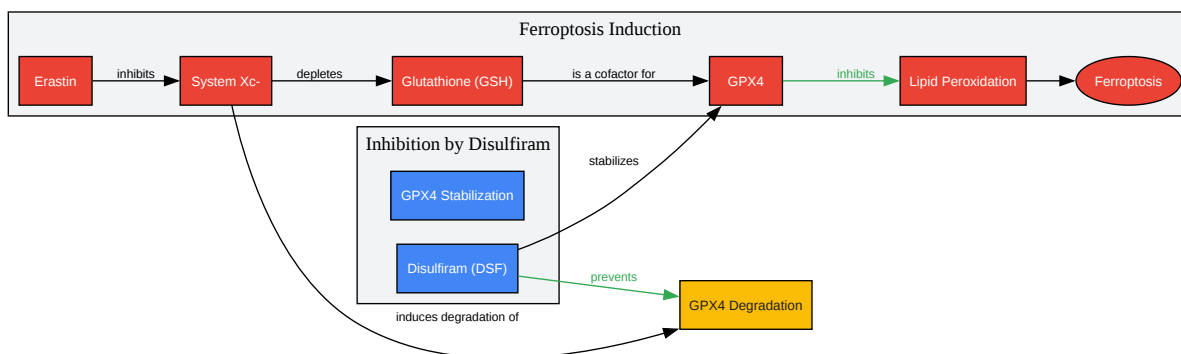 Ferroptosis Induction
Erastin
inhibits
System Xc-
depletes
Glutathione (GSH)
is a cofactor for
GPX4
inhibits
Lipid Peroxidation
Ferroptosis
Inhibition by Disulfiram
stabilizes
GPX4 Stabilization
Disulfiram (DSF)
prevents
GPX4 Degradation
induces degradation of